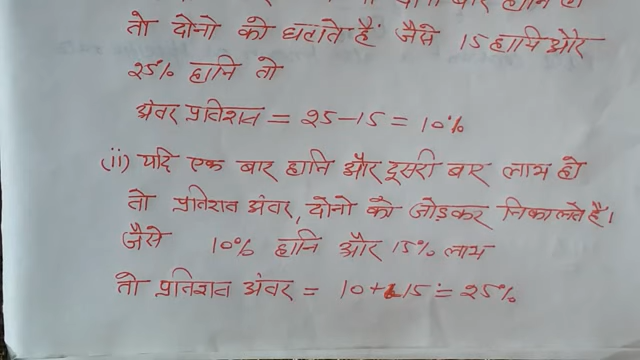 तो दोनो को घटाते हैं जैसे 15 हानि और
25% हानि तो
अंतर प्रतिशत = 25-15 = 10%
(ii) यदि एक बार हानि और दूसरी बार लाभ हो
तो प्रतिशत अंतर, दोनो को जोड़कर निकालते है।
जैसे 10% हानि और 15% लाभ
तो प्रतिशत अंतर = 10+15 = 25%